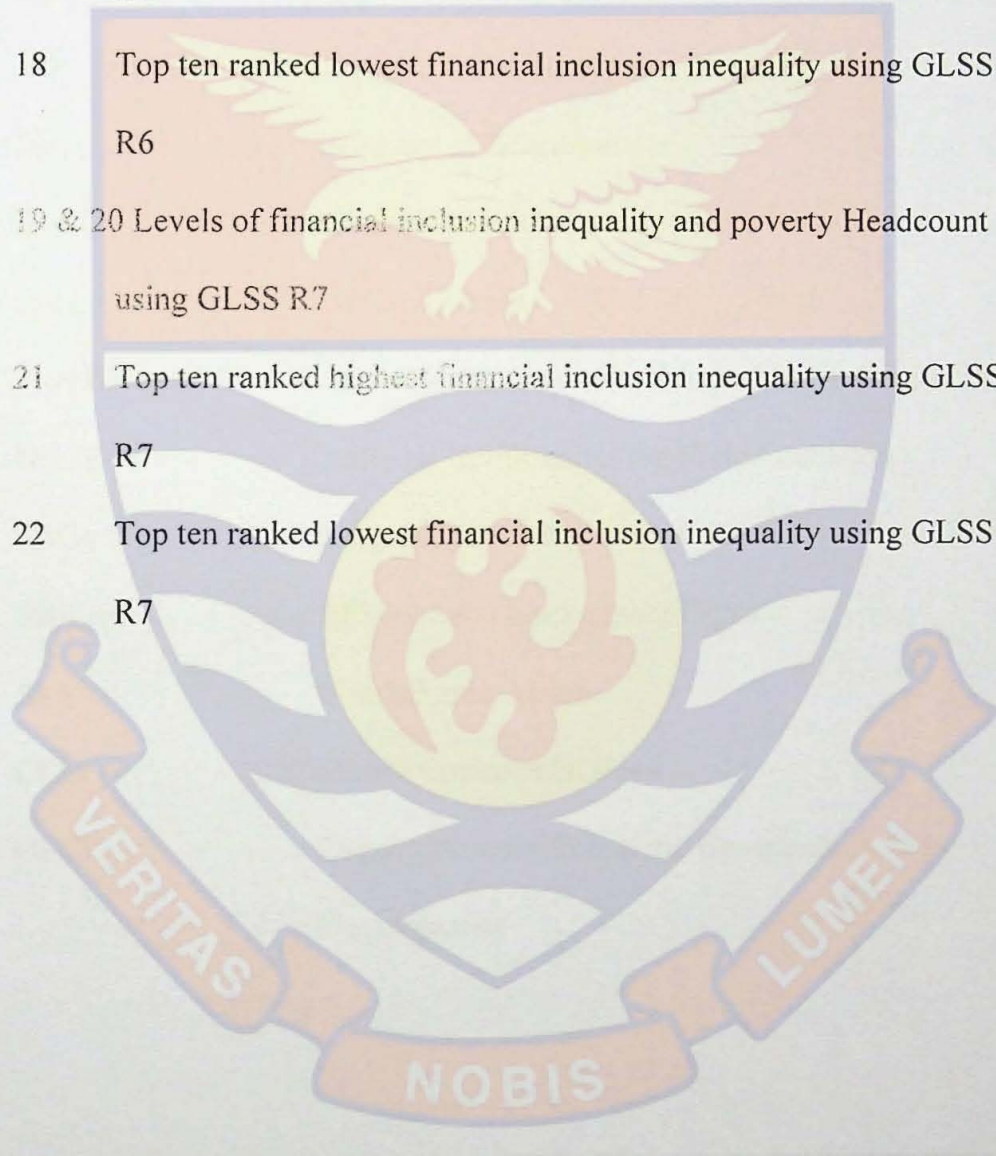 18 Top ten ranked lowest financial inclusion inequality using GLSS
R6
19 & 20 Levels of financial inclusion inequality and poverty Headcount
using GLSS R.7
21 Top ten ranked highest financial inclusion inequality using GLSS
R7
22 Top ten ranked lowest financial inclusion inequality using GLSS
R7
VERITAS
NOBIS
LUMEN